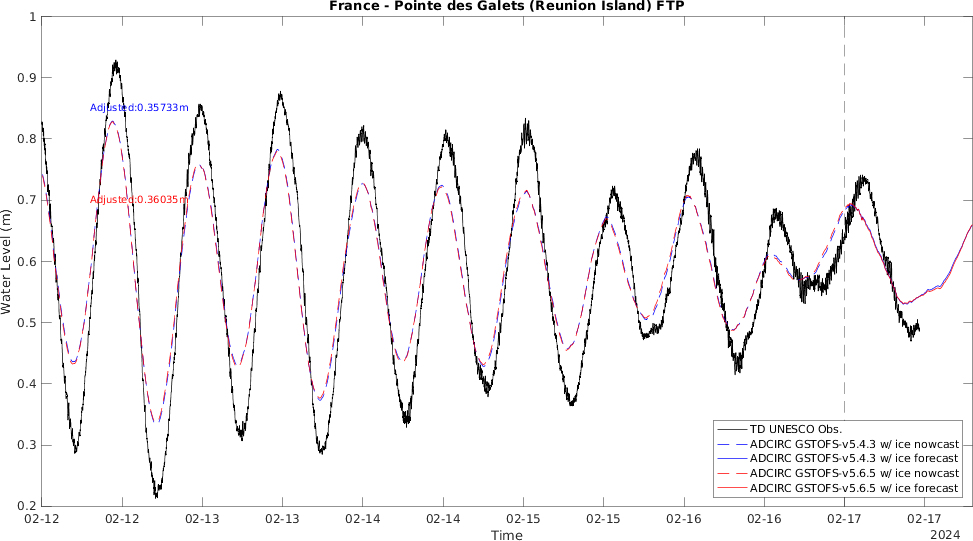 France - Pointe des Galets (Reunion Island) FTP
1
0.9
0.8
0.7
0.6
0.5
0.4
0.3
0.2
Water Level (m)
Adjusted:0.35733m
Adjusted:0.36035m
TD UNESCO Obs.
ADCIRC GSTOFS-v5.4.3 w/ ice nowcast
ADCIRC GSTOFS-v5.4.3 w/ ice forecast
ADCIRC GSTOFS-v5.6.5 w/ ice nowcast
ADCIRC GSTOFS-v5.6.5 w/ ice forecast
02-12 02-12 02-13 02-13 02-14 02-14 02-15 02-15 02-16 02-16 02-17 02-17
Time
2024